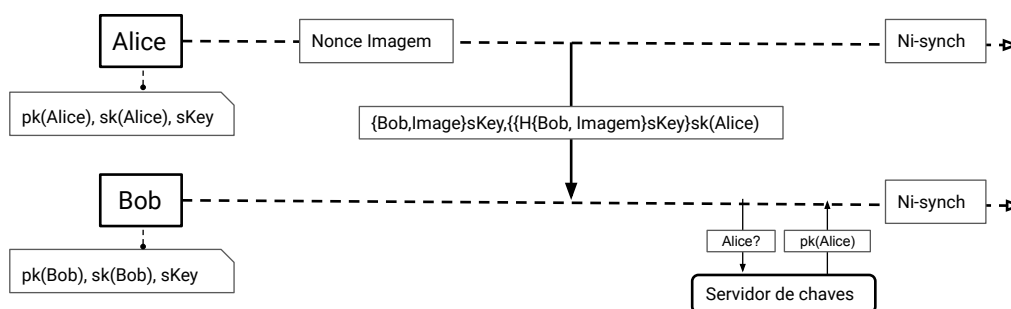 Alice
Nonce Imagem
Ni-synch
pk(Alice), sk(Alice), sKey
{Bob,Image}sKey,{{H{Bob, Imagem}sKey}sk(Alice)
Bob
Ni-synch
Alice?
pk(Alice)
pk(Bob), sk(Bob), sKey
Servidor de chaves